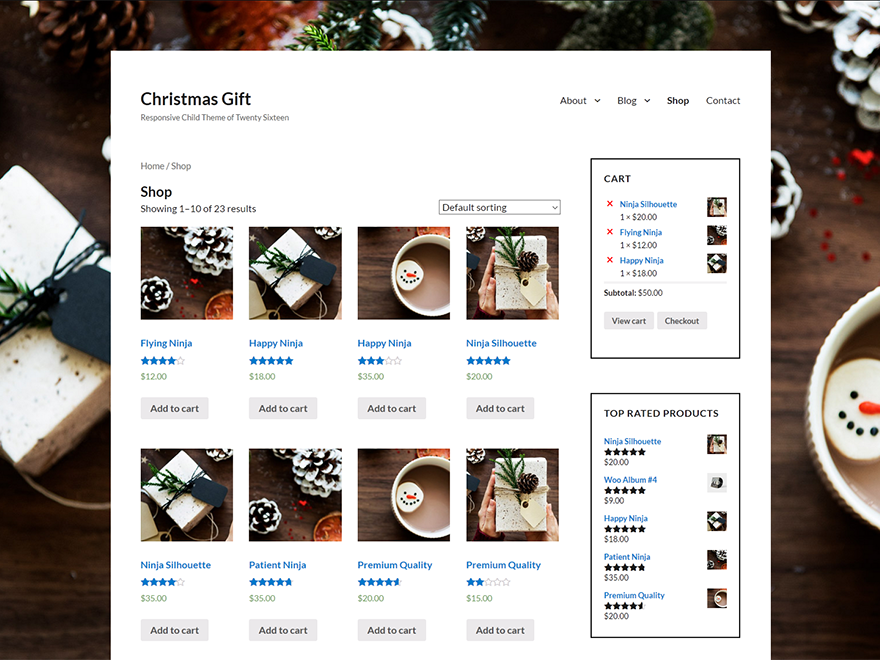 Christmas Gift
Responsive Child Theme of Twenty Sixteen
About Blog Shop Contact
Home / Shop
Shop
Showing 1–10 of 23 results
Default sorting
Flying Ninja
$12.00
Add to cart
Happy Ninja
$18.00
Add to cart
Happy Ninja
$35.00
Add to cart
Ninja Silhouette
$20.00
Add to cart
Ninja Silhouette
$35.00
Add to cart
Patient Ninja
$35.00
Add to cart
Premium Quality
$20.00
Add to cart
Premium Quality
$15.00
Add to cart
CART
× Ninja Silhouette
1 × $20.00
× Flying Ninja
1 × $12.00
× Happy Ninja
1 × $18.00
Subtotal: $50.00
View cart Checkout
TOP RATED PRODUCTS
Ninja Silhouette
$20.00
Woo Album #4
$9.00
Happy Ninja
$18.00
Patient Ninja
$35.00
Premium Quality
$20.00